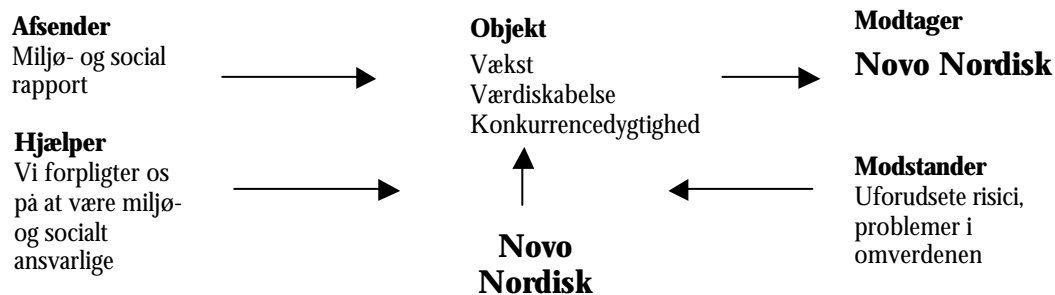 Afsender
Miljø- og social
rapport
Objekt
Vækst
Værdiskabelse
Konkurrencedygtighed
Modtager
Novo Nordisk
Hjælper
Vi forpligter os
på at være miljø-
og socialt
ansvarlige
Novo
Nordisk
Modstander
Uforudsete risici,
problemer i
omverdenen